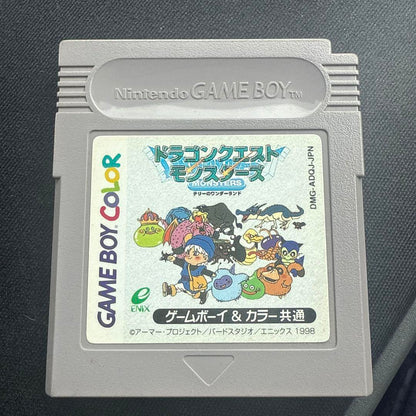 Nintendo GAME BOY TM
GAME BOY COLOR
ドラゴンクエスト
モンスターズ
MONSTERS
テリーのワンダーランド
DMG-ADQJ-JPN
ENIX
ゲームボーイ & カラー共通
©アーマー・プロジェクト/バードスタジオ/エニックス 1998